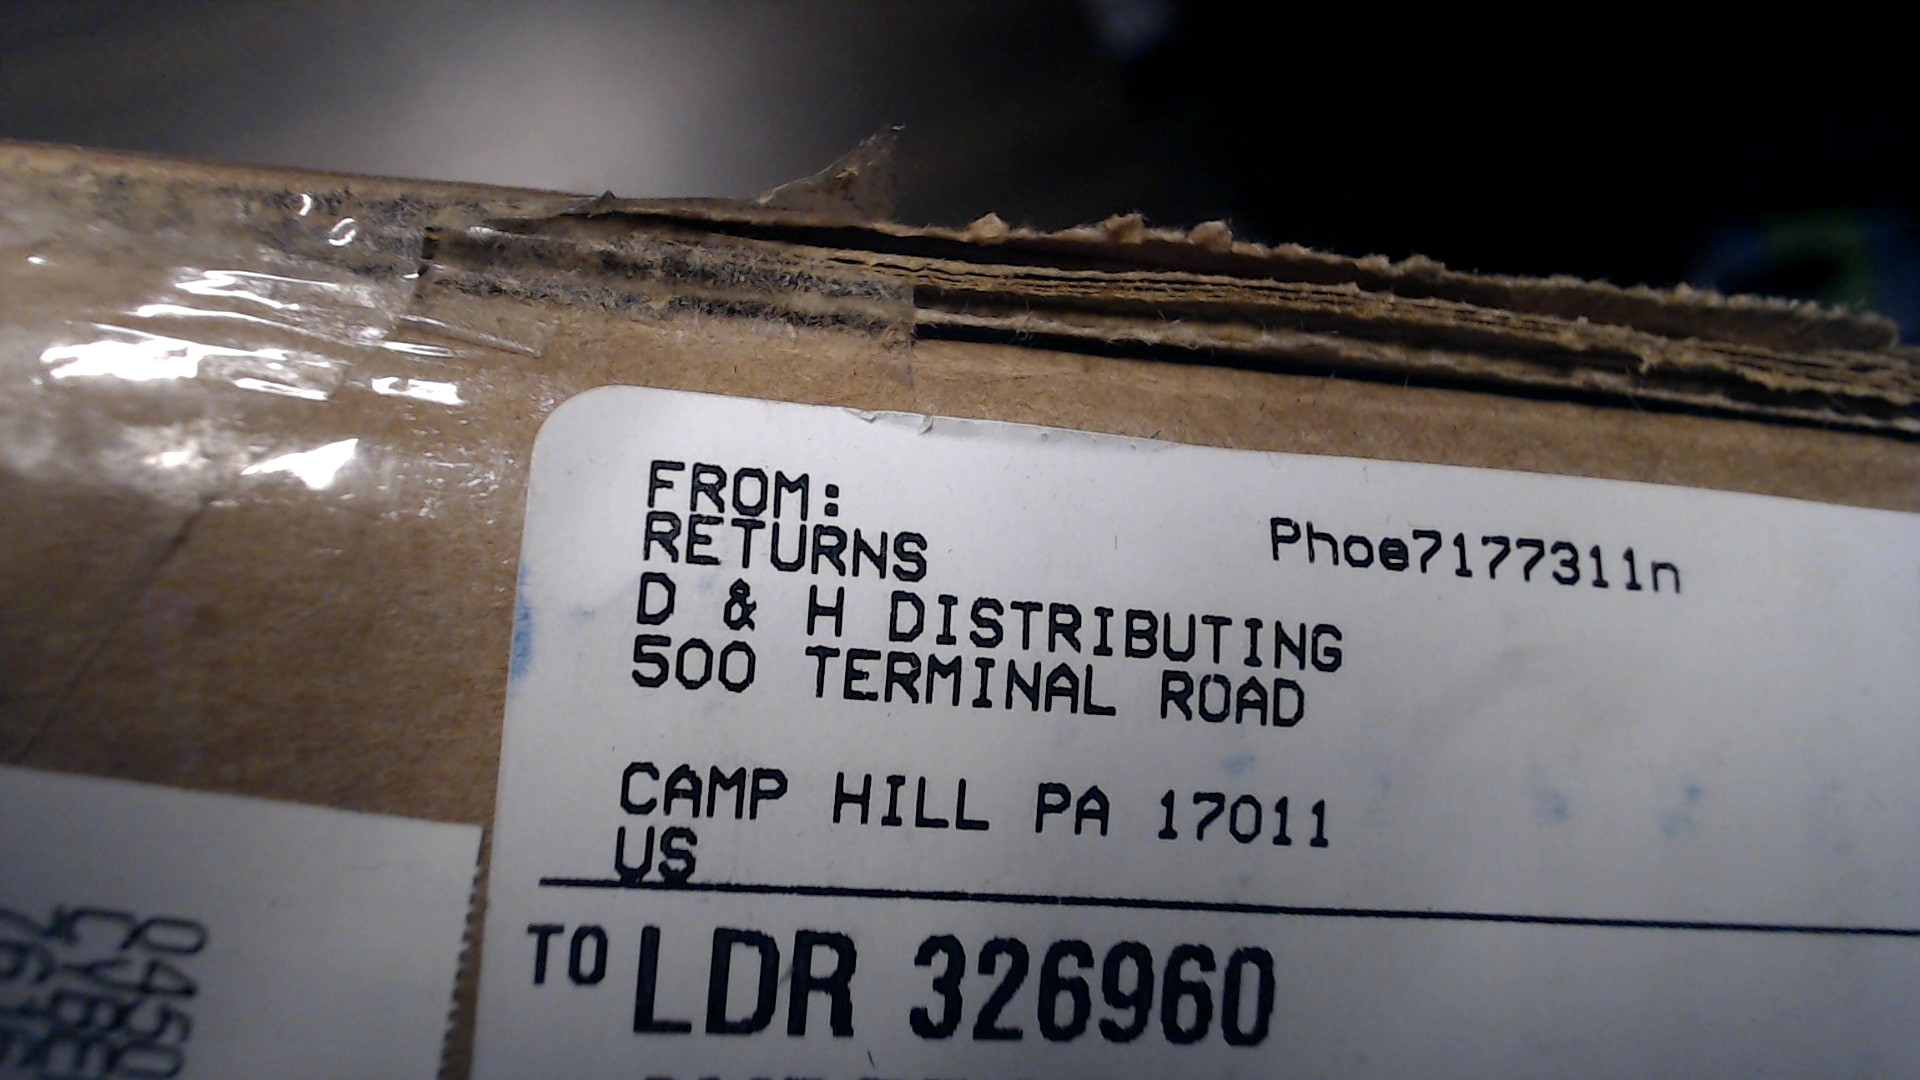 FROM:
RETURNS
Phoe7177311n
D & H DISTRIBUTING
500 TERMINAL ROAD
CAMP HILL PA 17011
US
TO LDR 326960